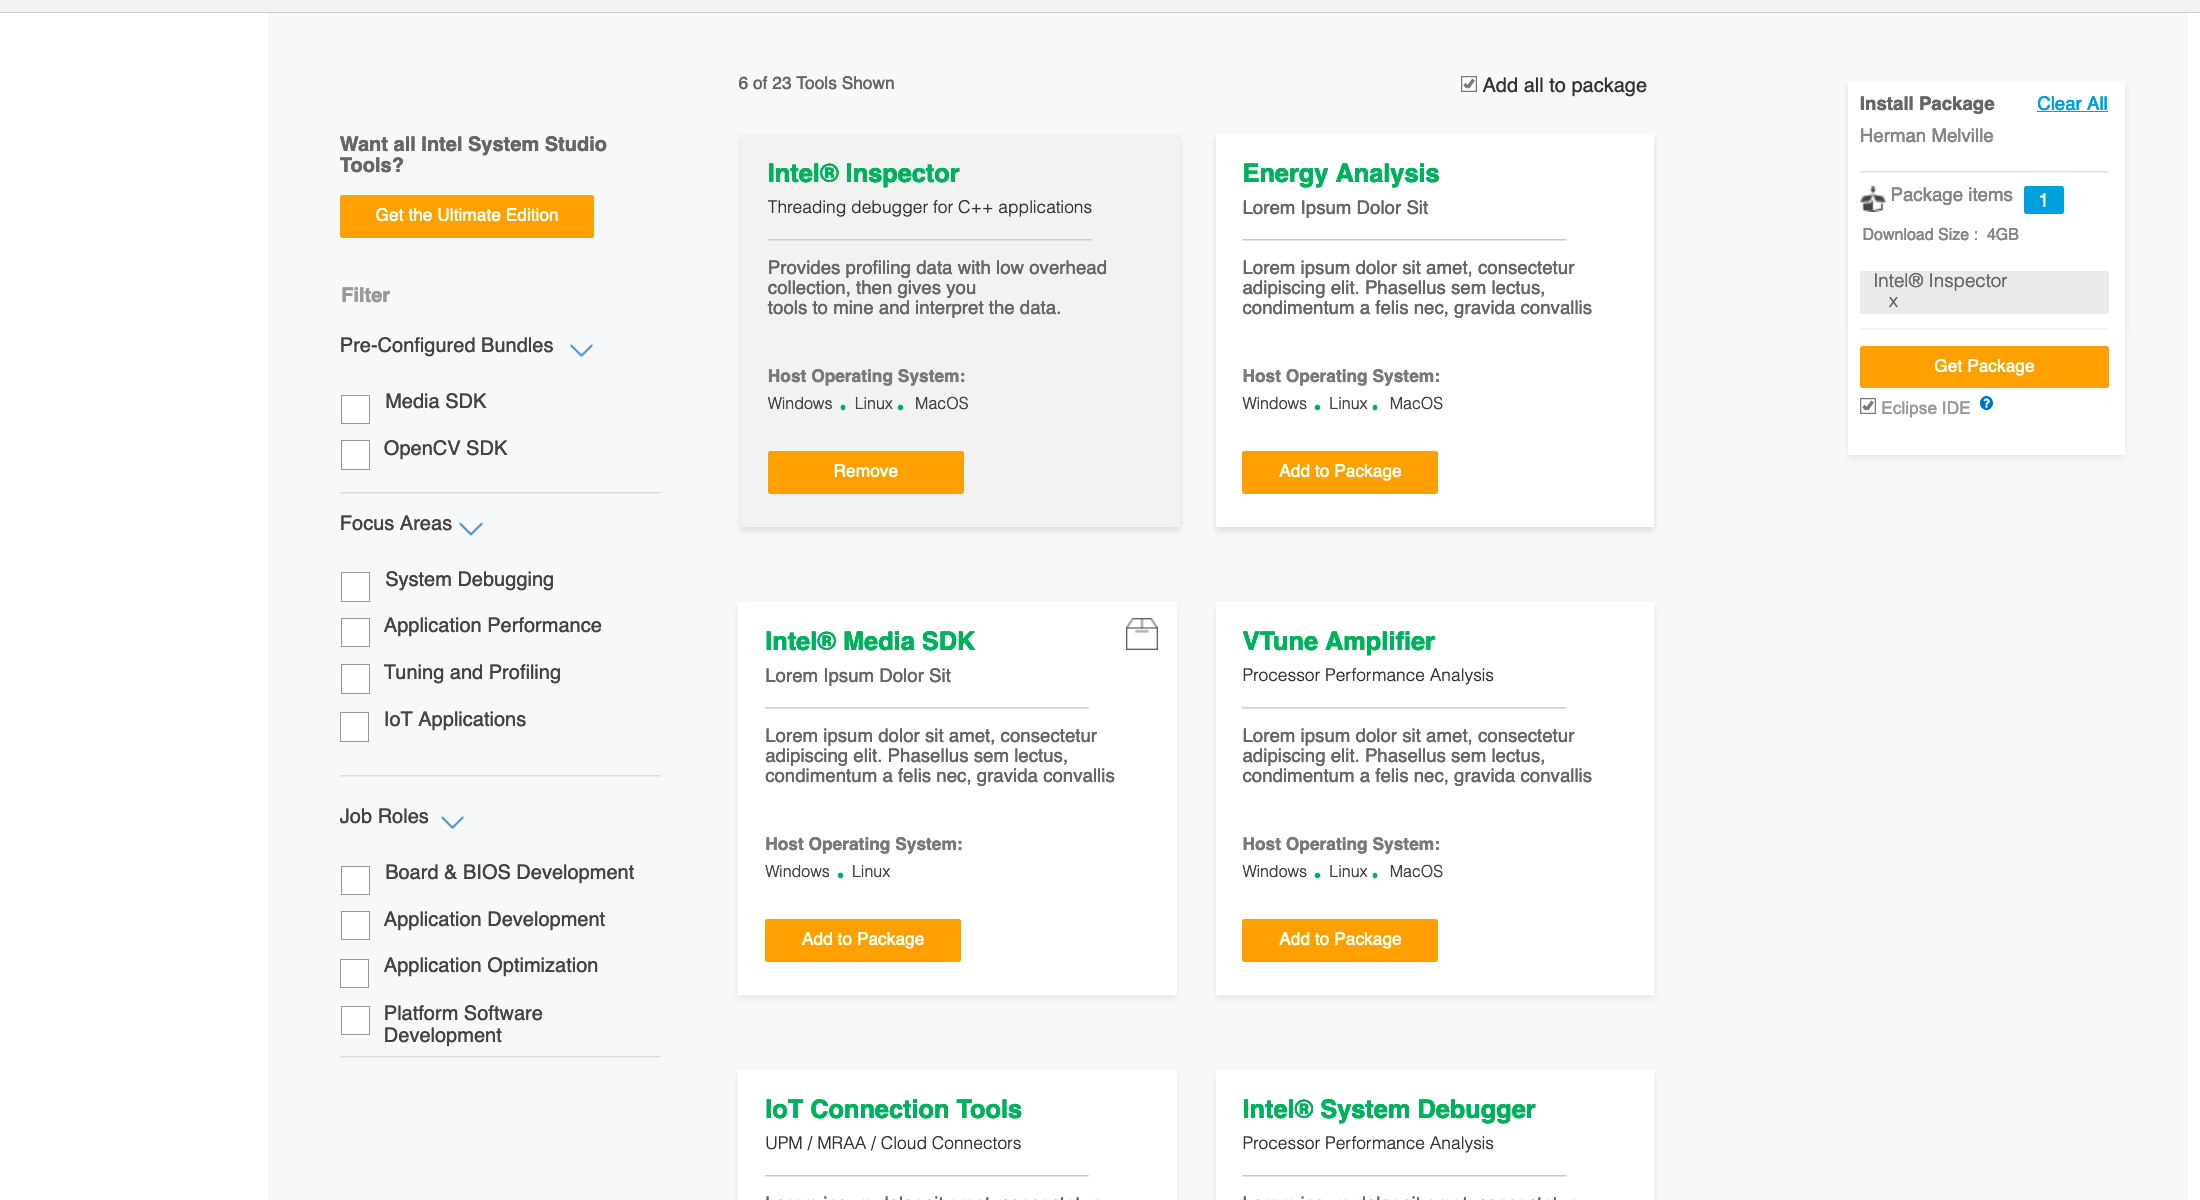 6 of 23 Tools Shown
Add all to package
Want all Intel System Studio
Tools?
Get the Ultimate Edition
Filter
Pre-Configured Bundles
Media SDK
OpenCV SDK
Focus Areas
System Debugging
Application Performance
Tuning and Profiling
IoT Applications
Job Roles
Board & BIOS Development
Application Development
Application Optimization
Platform Software
Development
Intel® Inspector
Threading debugger for C++ applications
Provides profiling data with low overhead
collection, then gives you
tools to mine and interpret the data.
Host Operating System:
Windows . Linux . MacOS
Remove
Energy Analysis
Lorem Ipsum Dolor Sit
Lorem ipsum dolor sit amet, consectetur
adipiscing elit. Phasellus sem lectus,
condimentum a felis nec, gravida convallis
Host Operating System:
Windows . Linux . MacOS
Add to Package
Intel® Media SDK
Lorem Ipsum Dolor Sit
Lorem ipsum dolor sit amet, consectetur
adipiscing elit. Phasellus sem lectus,
condimentum a felis nec, gravida convallis
Host Operating System:
Windows . Linux
Add to Package
VTune Amplifier
Processor Performance Analysis
Lorem ipsum dolor sit amet, consectetur
adipiscing elit. Phasellus sem lectus,
condimentum a felis nec, gravida convallis
Host Operating System:
Windows . Linux . MacOS
Add to Package
IoT Connection Tools
UPM / MRAA / Cloud Connectors
Intel® System Debugger
Processor Performance Analysis
Install Package
Clear All
Herman Melville
Package items 1
Download Size : 4GB
Intel® Inspector
x
Get Package
Eclipse IDE ?